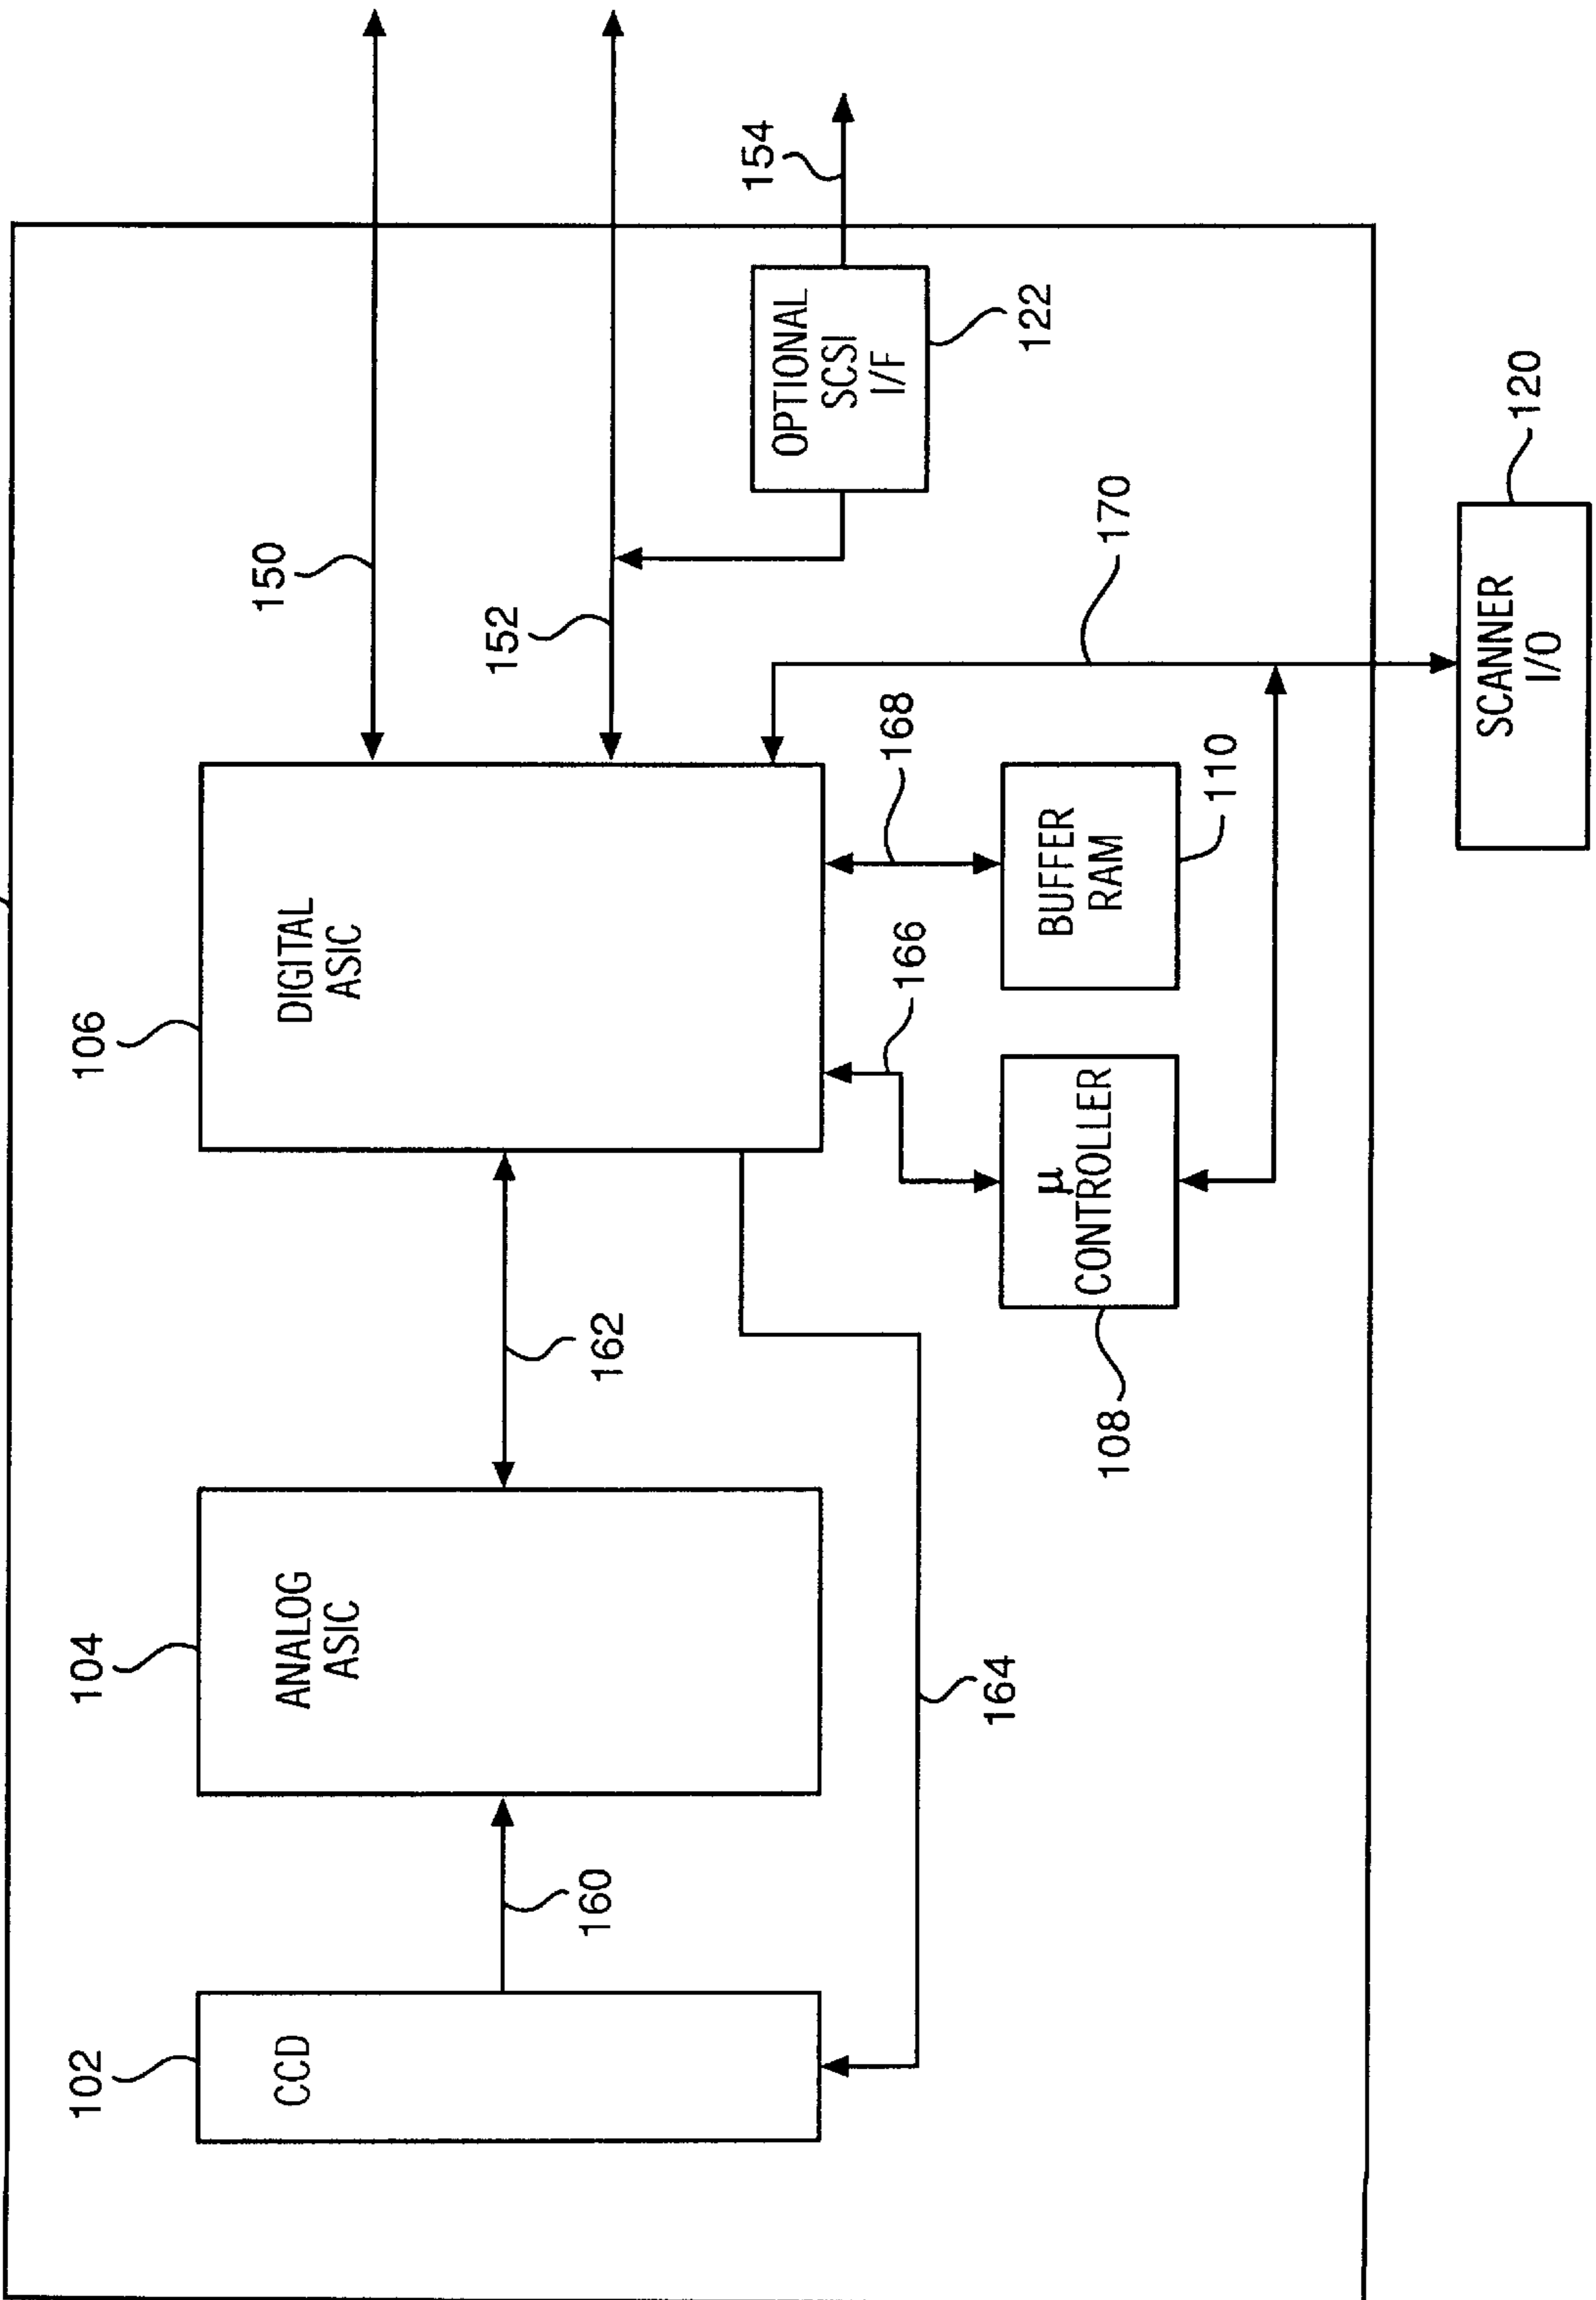 102
CCD
160
104
ANALOG
ASIC
162
164
106
DIGITAL
ASIC
150
152
154
OPTIONAL
SCSI
I/F
122
166
168
108
μ
CONTROLLER
BUFFER
RAM
110
170
SCANNER
I/O
120